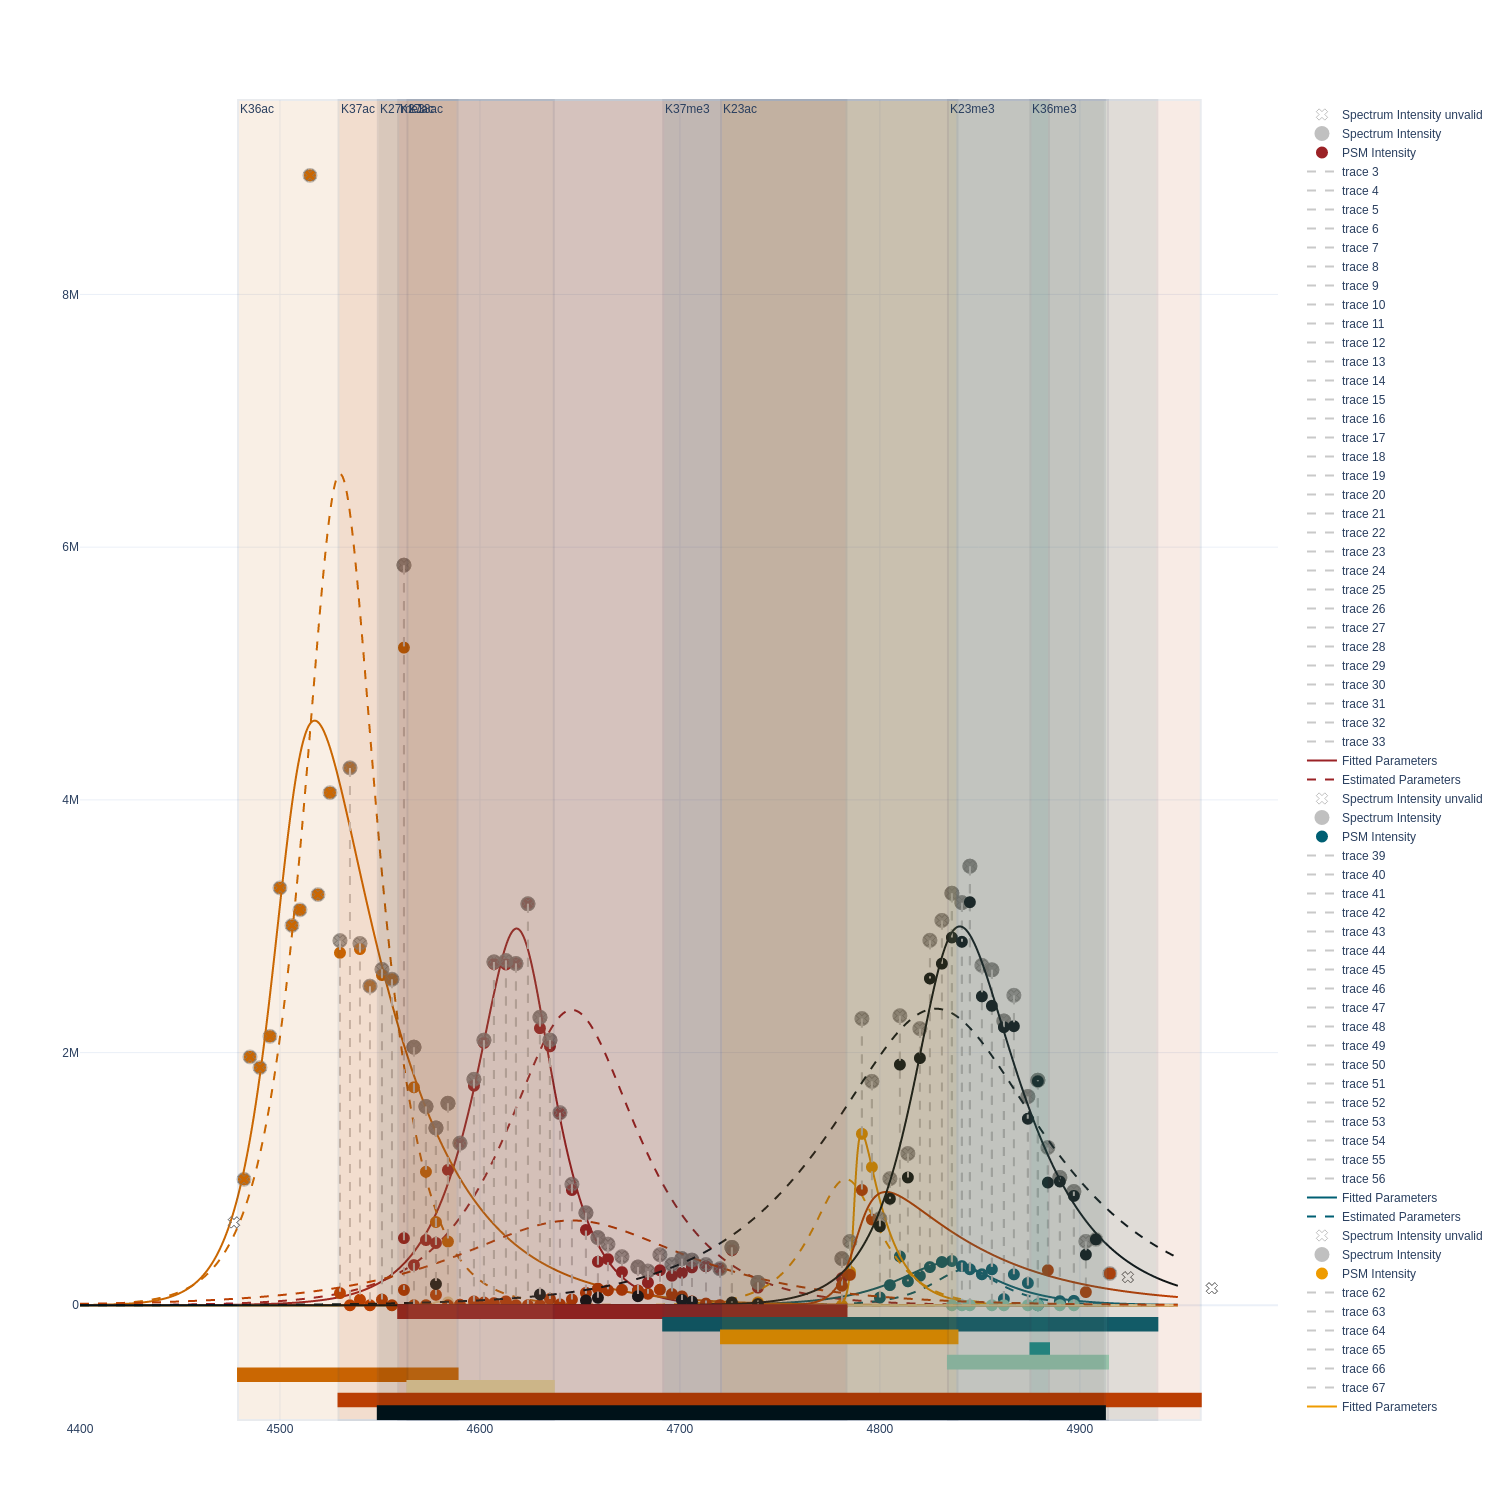 K36ac
K37ac
K37me3
K23ac
K23me3
K36me3
8M
6M
4M
2M
0
4400
4500
4600
4700
4800
4900
Spectrum Intensity unvalid
Spectrum Intensity
PSM Intensity
trace 3
trace 4
trace 5
trace 6
trace 7
trace 8
trace 9
trace 10
trace 11
trace 12
trace 13
trace 14
trace 15
trace 16
trace 17
trace 18
trace 19
trace 20
trace 21
trace 22
trace 23
trace 24
trace 25
trace 26
trace 27
trace 28
trace 29
trace 30
trace 31
trace 32
trace 33
Fitted Parameters
Estimated Parameters
Spectrum Intensity unvalid
Spectrum Intensity
PSM Intensity
trace 39
trace 40
trace 41
trace 42
trace 43
trace 44
trace 45
trace 46
trace 47
trace 48
trace 49
trace 50
trace 51
trace 52
trace 53
trace 54
trace 55
trace 56
Fitted Parameters
Estimated Parameters
Spectrum Intensity unvalid
Spectrum Intensity
PSM Intensity
trace 62
trace 63
trace 64
trace 65
trace 66
trace 67
Fitted Parameters